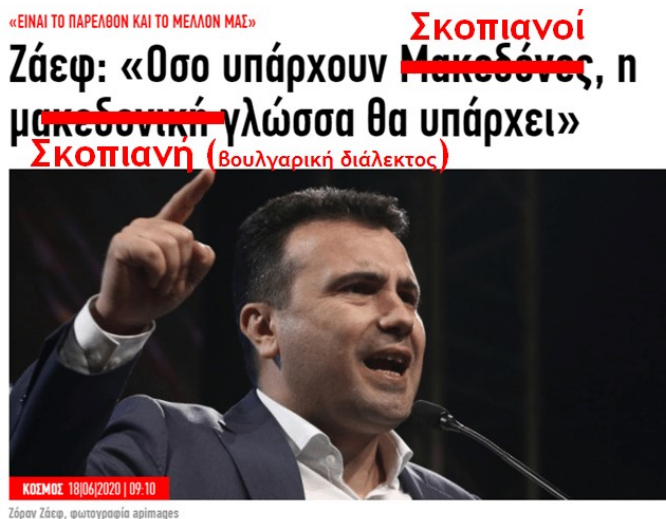 «ΕΙΝΑΙ ΤΟ ΠΑΡΕΛΘΟΝ ΚΑΙ ΤΟ ΜΕΛΛΟΝ ΜΑΣ»
Σκοπιανοί
Ζάεφ: «Οσο υπάρχουν Μακεδόνες, η
μακεδονική γλώσσα θα υπάρχει»
Σκοπιανή (βουλγαρική διάλεκτος)
ΚΟΣΜΟΣ 18|06|2020 | 09:10
Ζόραν Ζάεφ, φωτογραφία apimages